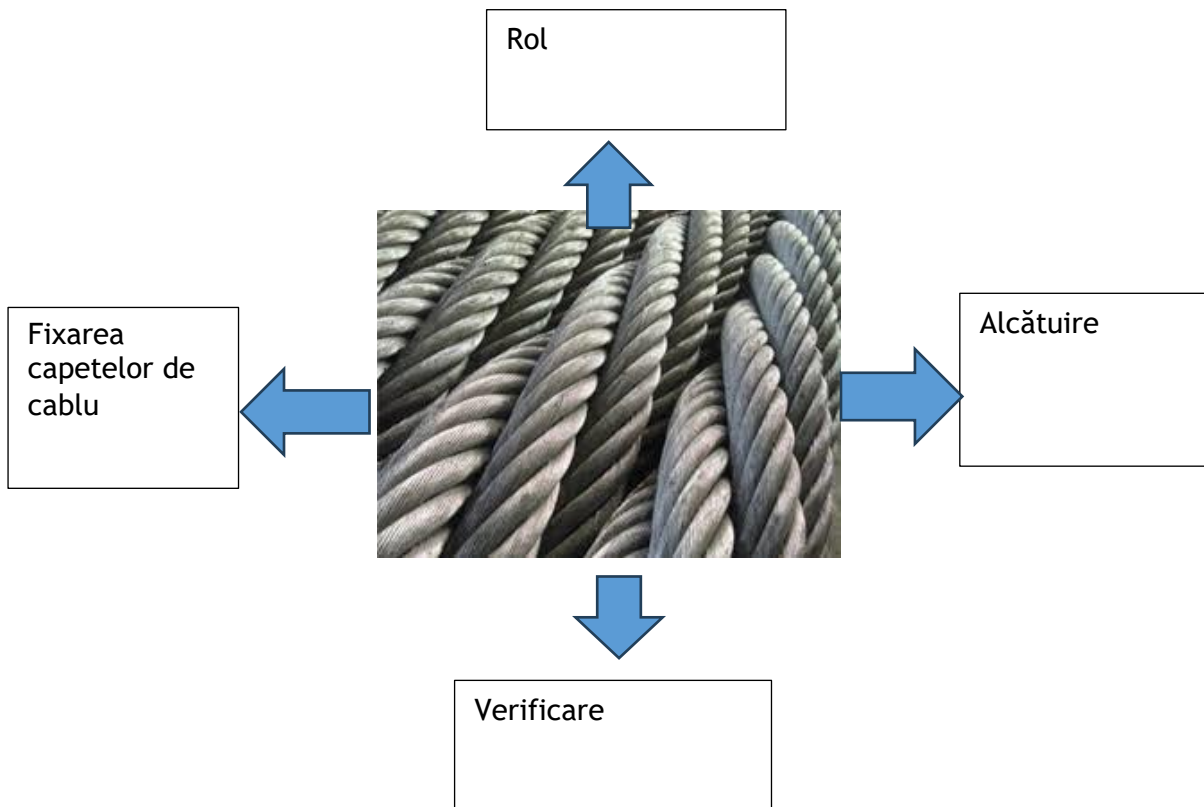 Rol
Fixarea
capetelor de
cablu
Alcătuire
Verificare